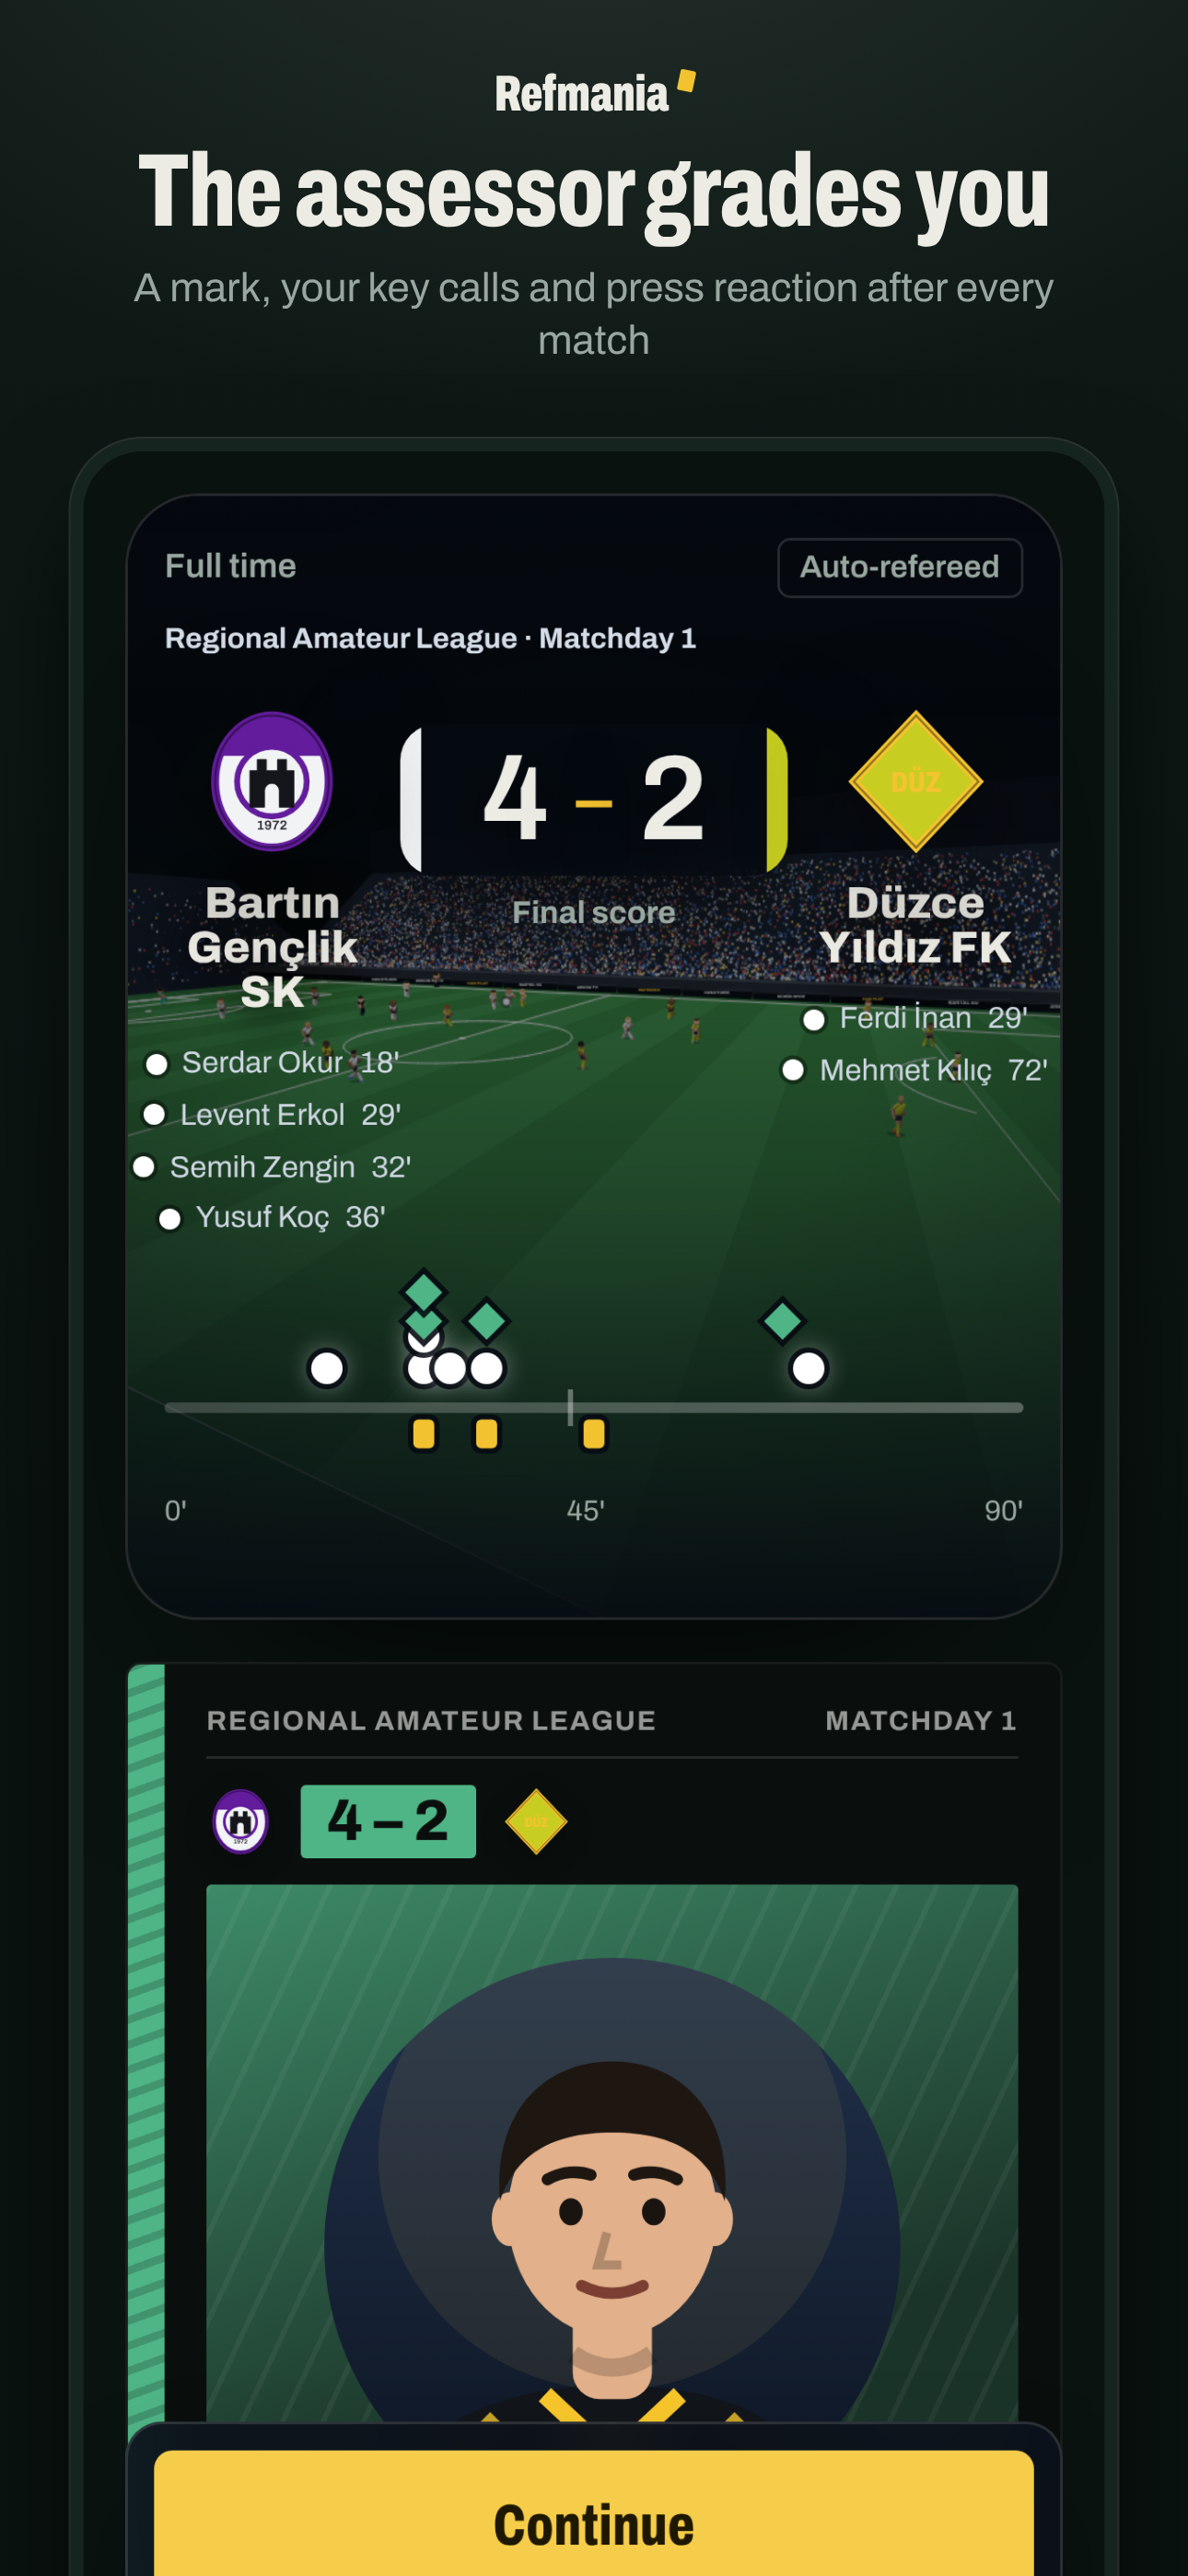 Refmania
The assessor grades you
A mark, your key calls and press reaction after every
match
Full time
Auto-refereed
Regional Amateur League · Matchday 1
1972
4 – 2
DÜZ
Bartın
Gençlik
SK
Final score
Düzce
Yıldız FK
Serdar Okur 18'
Levent Erkol 29'
Semih Zengin 32'
Yusuf Koç 36'
Ferdi İnan 29'
Mehmet Kılıç 72'
0' 45' 90'
REGIONAL AMATEUR LEAGUE MATCHDAY 1
1972
4 – 2
DÜZ
Continue